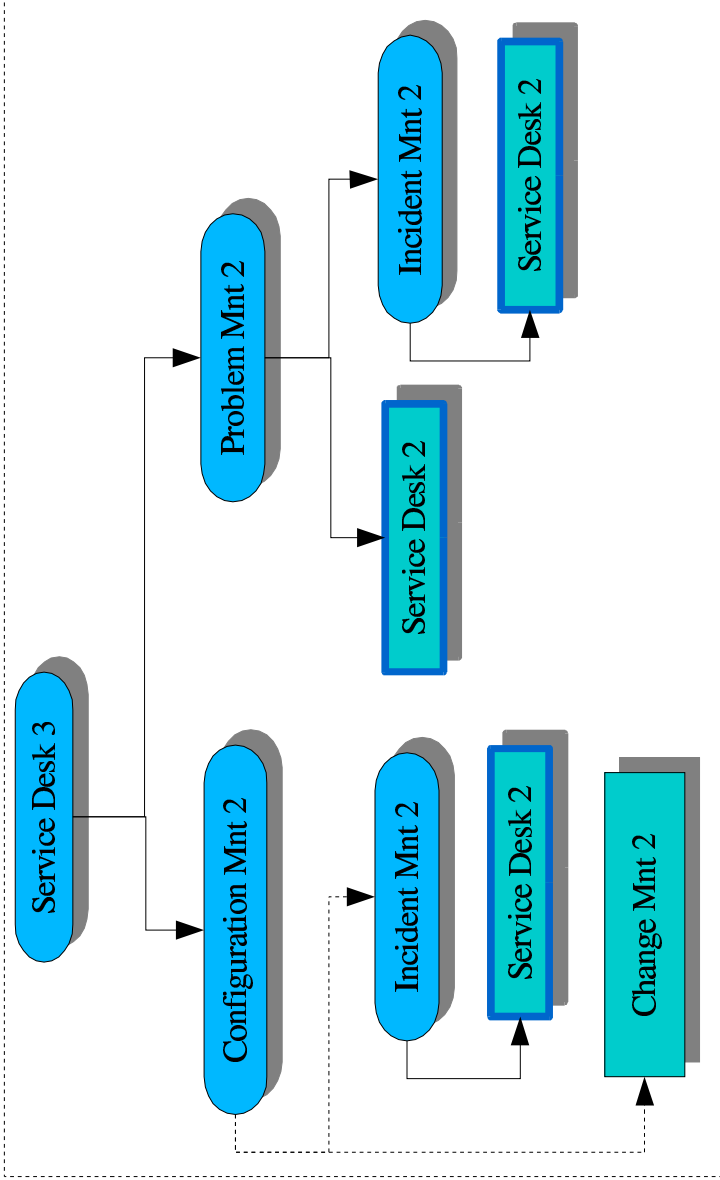 Service Desk 3
Configuration Mnt 2
Problem Mnt 2
Incident Mnt 2
Service Desk 2
Change Mnt 2
Service Desk 2
Incident Mnt 2
Service Desk 2